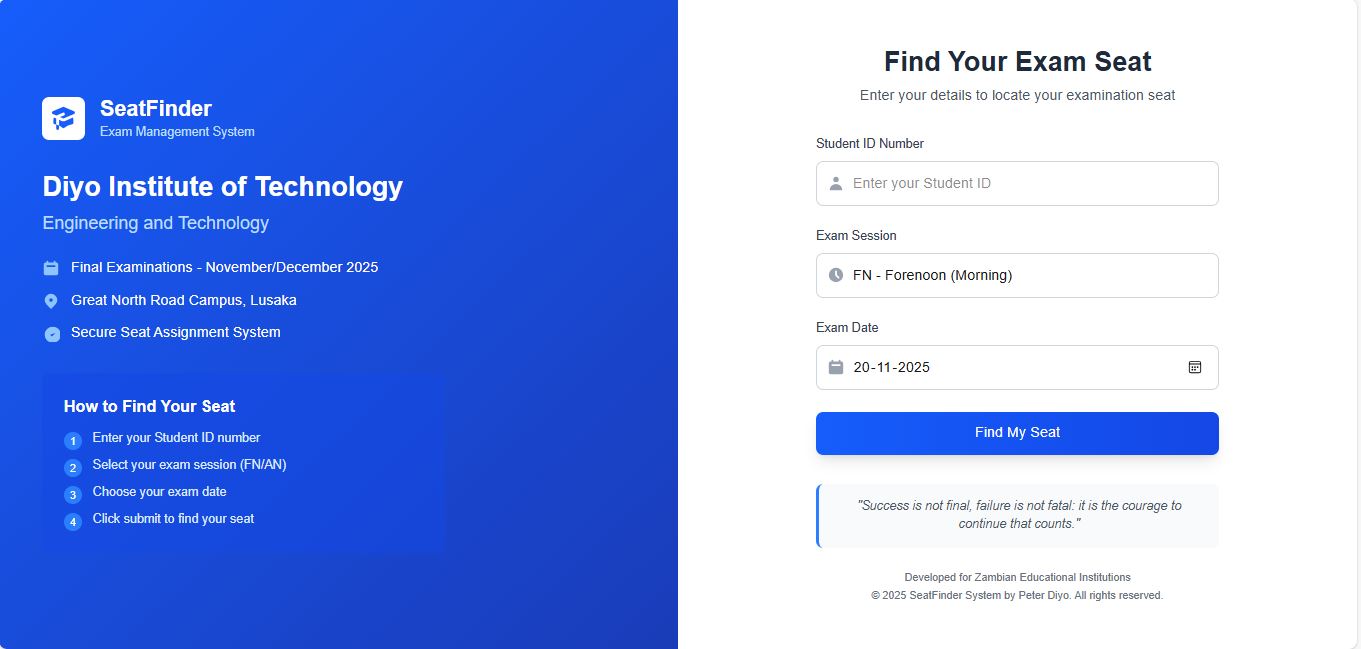 SeatFinder
Exam Management System
Diyo Institute of Technology
Engineering and Technology
Final Examinations - November/December 2025
Great North Road Campus, Lusaka
Secure Seat Assignment System
How to Find Your Seat
1 Enter your Student ID number
2 Select your exam session (FN/AN)
3 Choose your exam date
4 Click submit to find your seat
Find Your Exam Seat
Enter your details to locate your examination seat
Student ID Number
Enter your Student ID
Exam Session
FN - Forenoon (Morning)
Exam Date
20-11-2025
Find My Seat
"Success is not final, failure is not fatal: it is the courage to
continue that counts."
Developed for Zambian Educational Institutions
© 2025 SeatFinder System by Peter Diyo. All rights reserved.